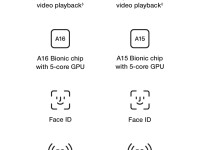 video playback¹ video playback²
A16 A15
A16 Bionic chip A15 Bionic chip
with 5-core GPU with 5-core GPU
Face ID Face ID